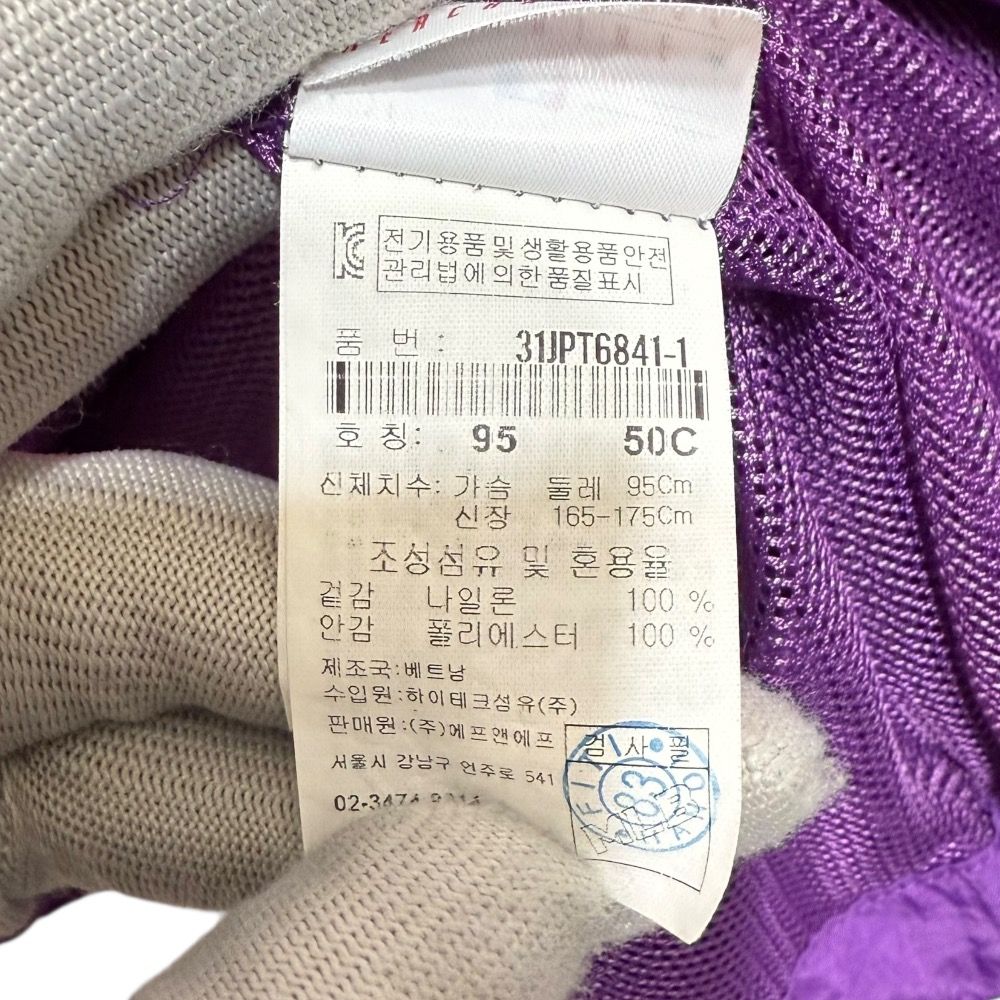 전기용품및생활용품안전
관리법에의한품질표시
품 번 : 31JPT6841-1
호 칭: 95 50C
신체치수: 가슴 둘레 95Cm
신장 165-175Cm
조성섬유 및 혼용율
겉감 나일론 100 %
안감 폴리에스터 100 %
제조국:베트남
수입원:하이테크섬유(주)
판매원:(주)에프앤에프
검사필
서울시 강남구 언주로 541
83
02-3474